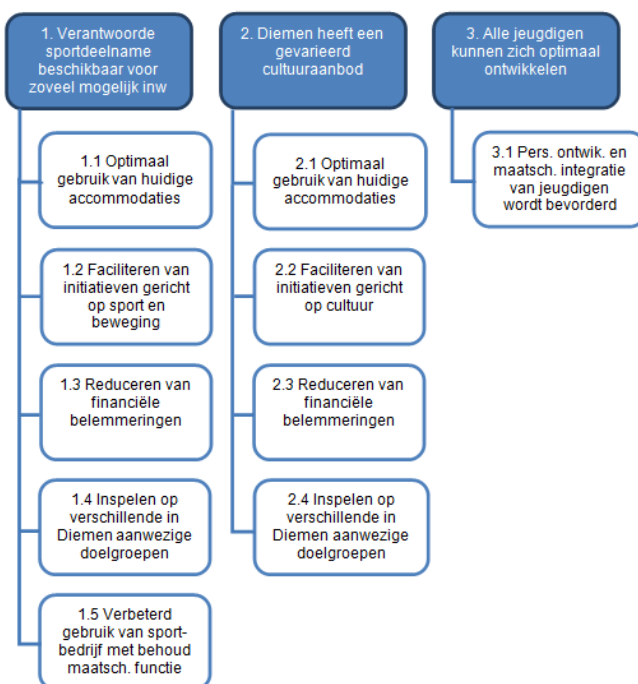 1. Verantwoorde
sportdeelname
beschikbaar voor
zoveel mogelijk inw
1.1 Optimaal
gebruik van huidige
accommodaties
1.2 Faciliteren van
initiatieven gericht
op sport en
beweging
1.3 Reduceren van
financiële
belemmeringen
1.4 Inspelen op
verschillende in
Diemen aanwezige
doelgroepen
1.5 Verbeterd
gebruik van sport-
bedrijf met behoud
maatsch. functie
2. Diemen heeft een
gevarieerd
cultuuraanbod
2.1 Optimaal
gebruik van huidige
accommodaties
2.2 Faciliteren van
initiatieven gericht
op cultuur
2.3 Reduceren van
financiële
belemmeringen
2.4 Inspelen op
verschillende in
Diemen aanwezige
doelgroepen
3. Alle jeugdigen
kunnen zich optimaal
ontwikkelen
3.1 Pers. ontwik. en
maatsch. integratie
van jeugdigen
wordt bevorderd